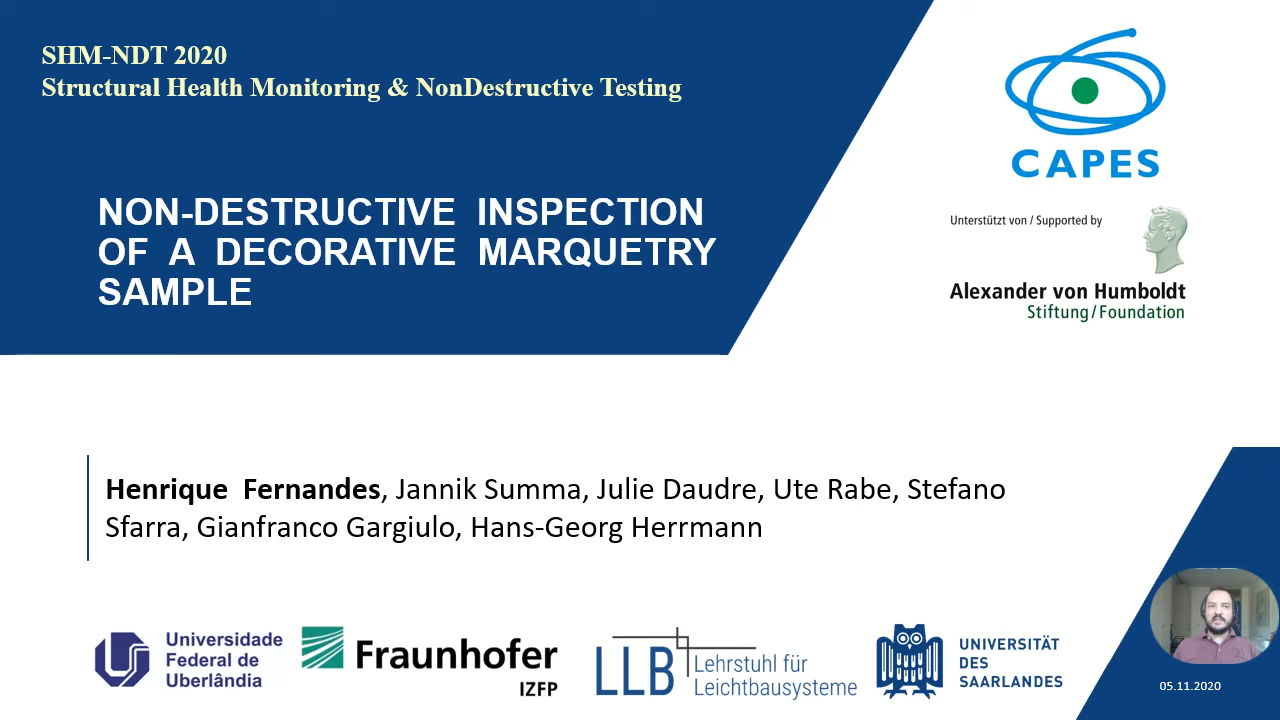 SHM-NDT 2020
Structural Health Monitoring & NonDestructive Testing
CAPES
NON-DESTRUCTIVE INSPECTION
OF A DECORATIVE MARQUETRY
SAMPLE
Unterstützt von / Supported by
Alexander von Humboldt
Stiftung/Foundation
Henrique Fernandes, Jannik Summa, Julie Daudre, Ute Rabe, Stefano
Sfarra, Gianfranco Gargiulo, Hans-Georg Herrmann
Universidade
Federal de
Uberlândia
Fraunhofer
IZFP
LLB
Lehrstuhl für
Leichtbausysteme
UNIVERSITÄT
DES
SAARLANDES
05.11.2020